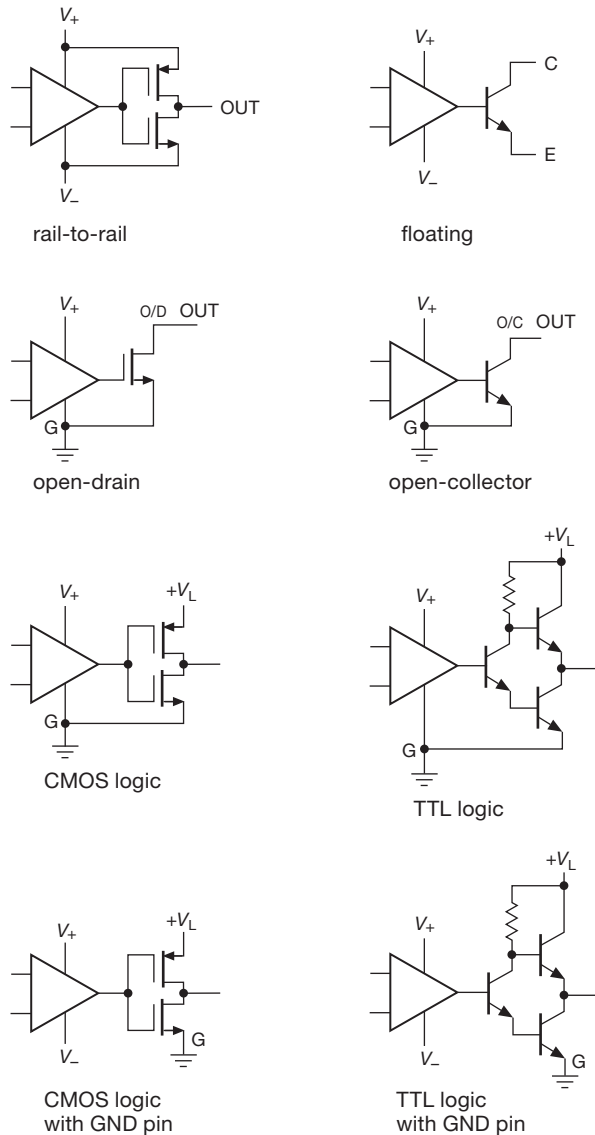 V+
OUT
V−
rail-to-rail
V+
C
E
V−
floating
V+
O/D OUT
G
open-drain
V+
O/C OUT
G
open-collector
V+
+VL
G
CMOS logic
+VL
V+
G
TTL logic
V+
+VL
V−
G
CMOS logic
with GND pin
+VL
V+
V−
G
TTL logic
with GND pin